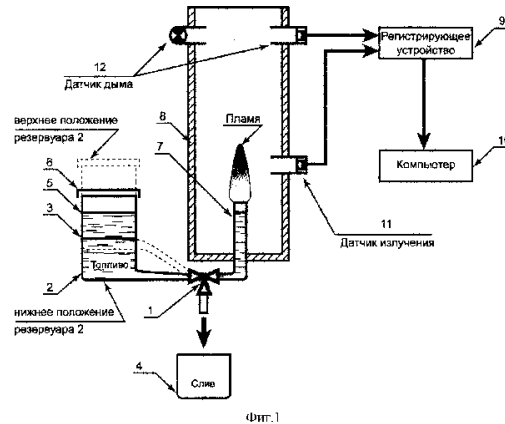 12
Датчик дыма
Регистрирующее
устройство
9
верхнее положение
резервуара 2
8
Пламя
7
Компьютер
10
6
5
3
Топливо
11
Датчик излучения
2
нижнее положение
резервуара 2
1
4
Слив
Фиг.1